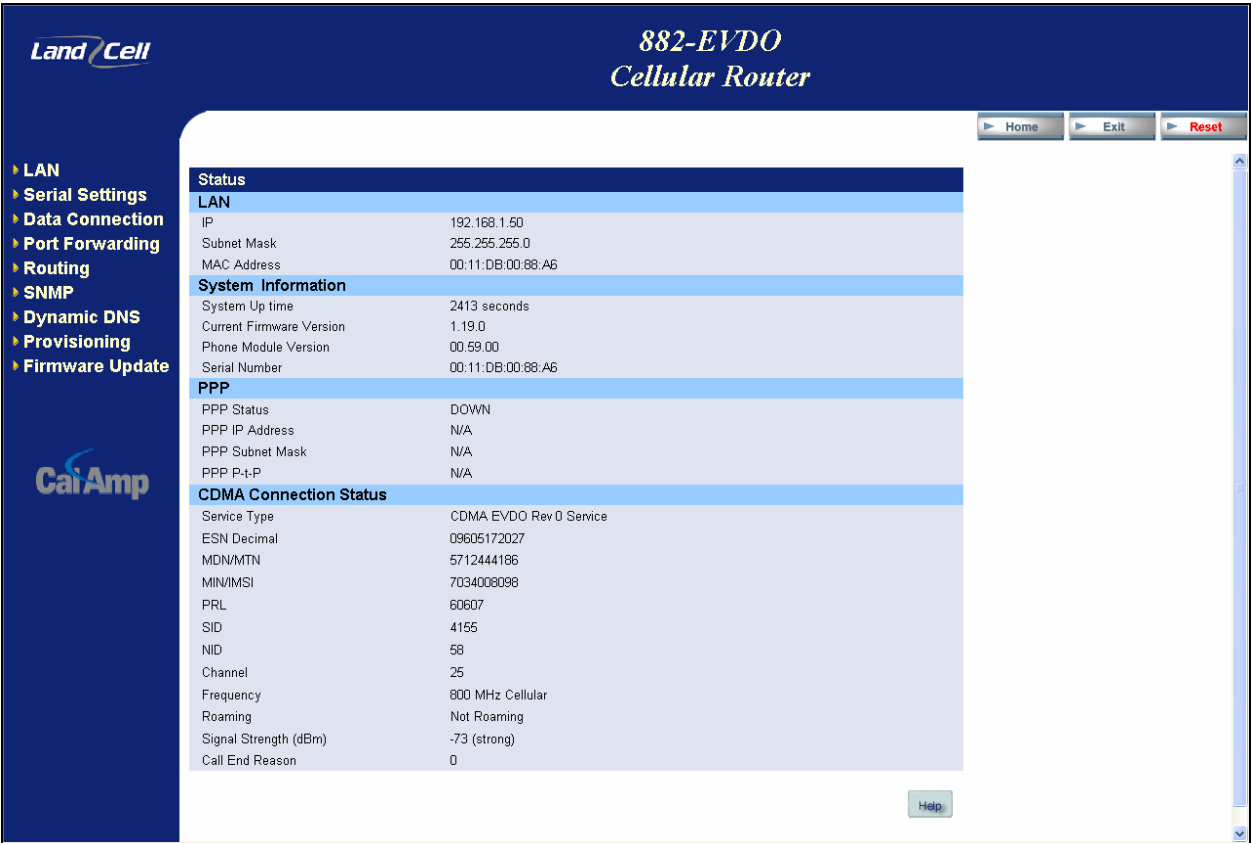 Land Cell
882-EVDO
Cellular Router
Home Exit Reset
LAN
Serial Settings
Data Connection
Port Forwarding
Routing
SNMP
Dynamic DNS
Provisioning
Firmware Update
CalAmp
Status
LAN
IP 192.168.1.50
Subnet Mask 255.255.255.0
MAC Address 00:11:DB:00:88:A6
System Information
System Up time 2413 seconds
Current Firmware Version 1.19.0
Phone Module Version 00.59.00
Serial Number 00:11:DB:00:88:A6
PPP
PPP Status DOWN
PPP IP Address N/A
PPP Subnet Mask N/A
PPP P-t-P N/A
CDMA Connection Status
Service Type CDMA EVDO Rev 0 Service
ESN Decimal 09605172027
MDN/MTN 5712444186
MIN/IMSI 7034008098
PRL 60607
SID 4155
NID 58
Channel 25
Frequency 800 MHz Cellular
Roaming Not Roaming
Signal Strength (dBm) -73 (strong)
Call End Reason 0
Help